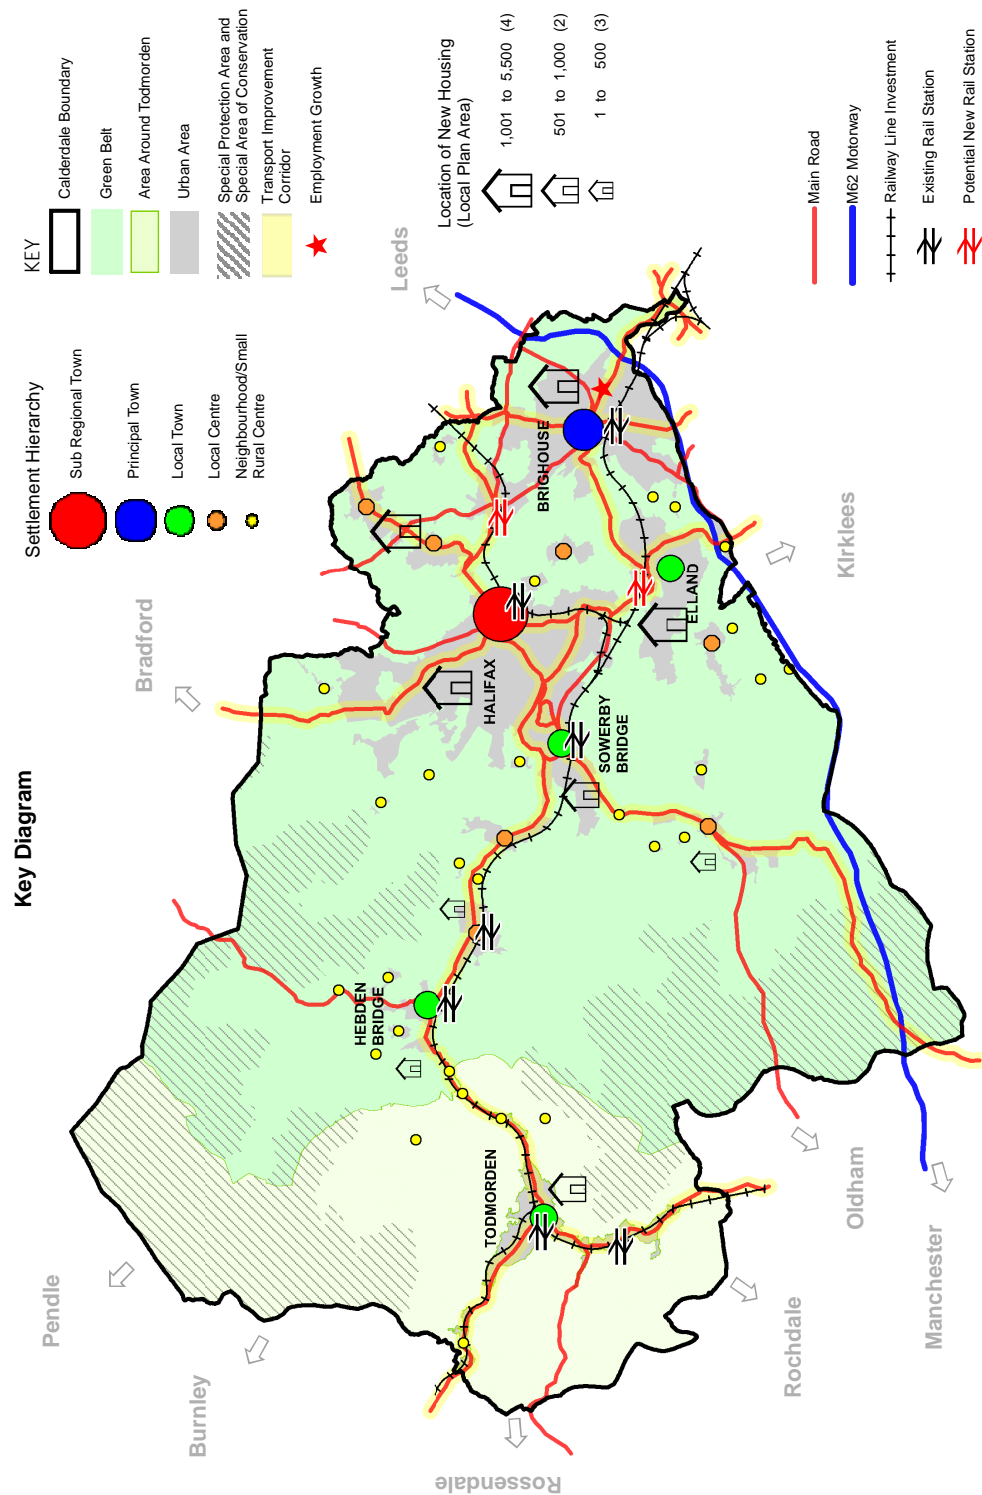 Key Diagram
Settlement Hierarchy
Sub Regional Town
Principal Town
Local Town
Local Centre
Neighbourhood/Small
Rural Centre
KEY
Calderdale Boundary
Green Belt
Area Around Todmorden
Urban Area
Special Protection Area and
Special Area of Conservation
Transport Improvement
Corridor
Employment Growth
Location of New Housing
(Local Plan Area)
1,001 to 5,500 (4)
501 to 1,000 (2)
1 to 500 (3)
Main Road
M62 Motorway
Railway Line Investment
Existing Rail Station
Potential New Rail Station
Pendle
Burnley
Rossendale
Rochdale
Oldham
Manchester
Kirklees
Leeds
Bradford
TODMORDEN
HEBDEN
BRIDGE
HALIFAX
SOWERBY
BRIDGE
ELLAND
BRIGHOUSE